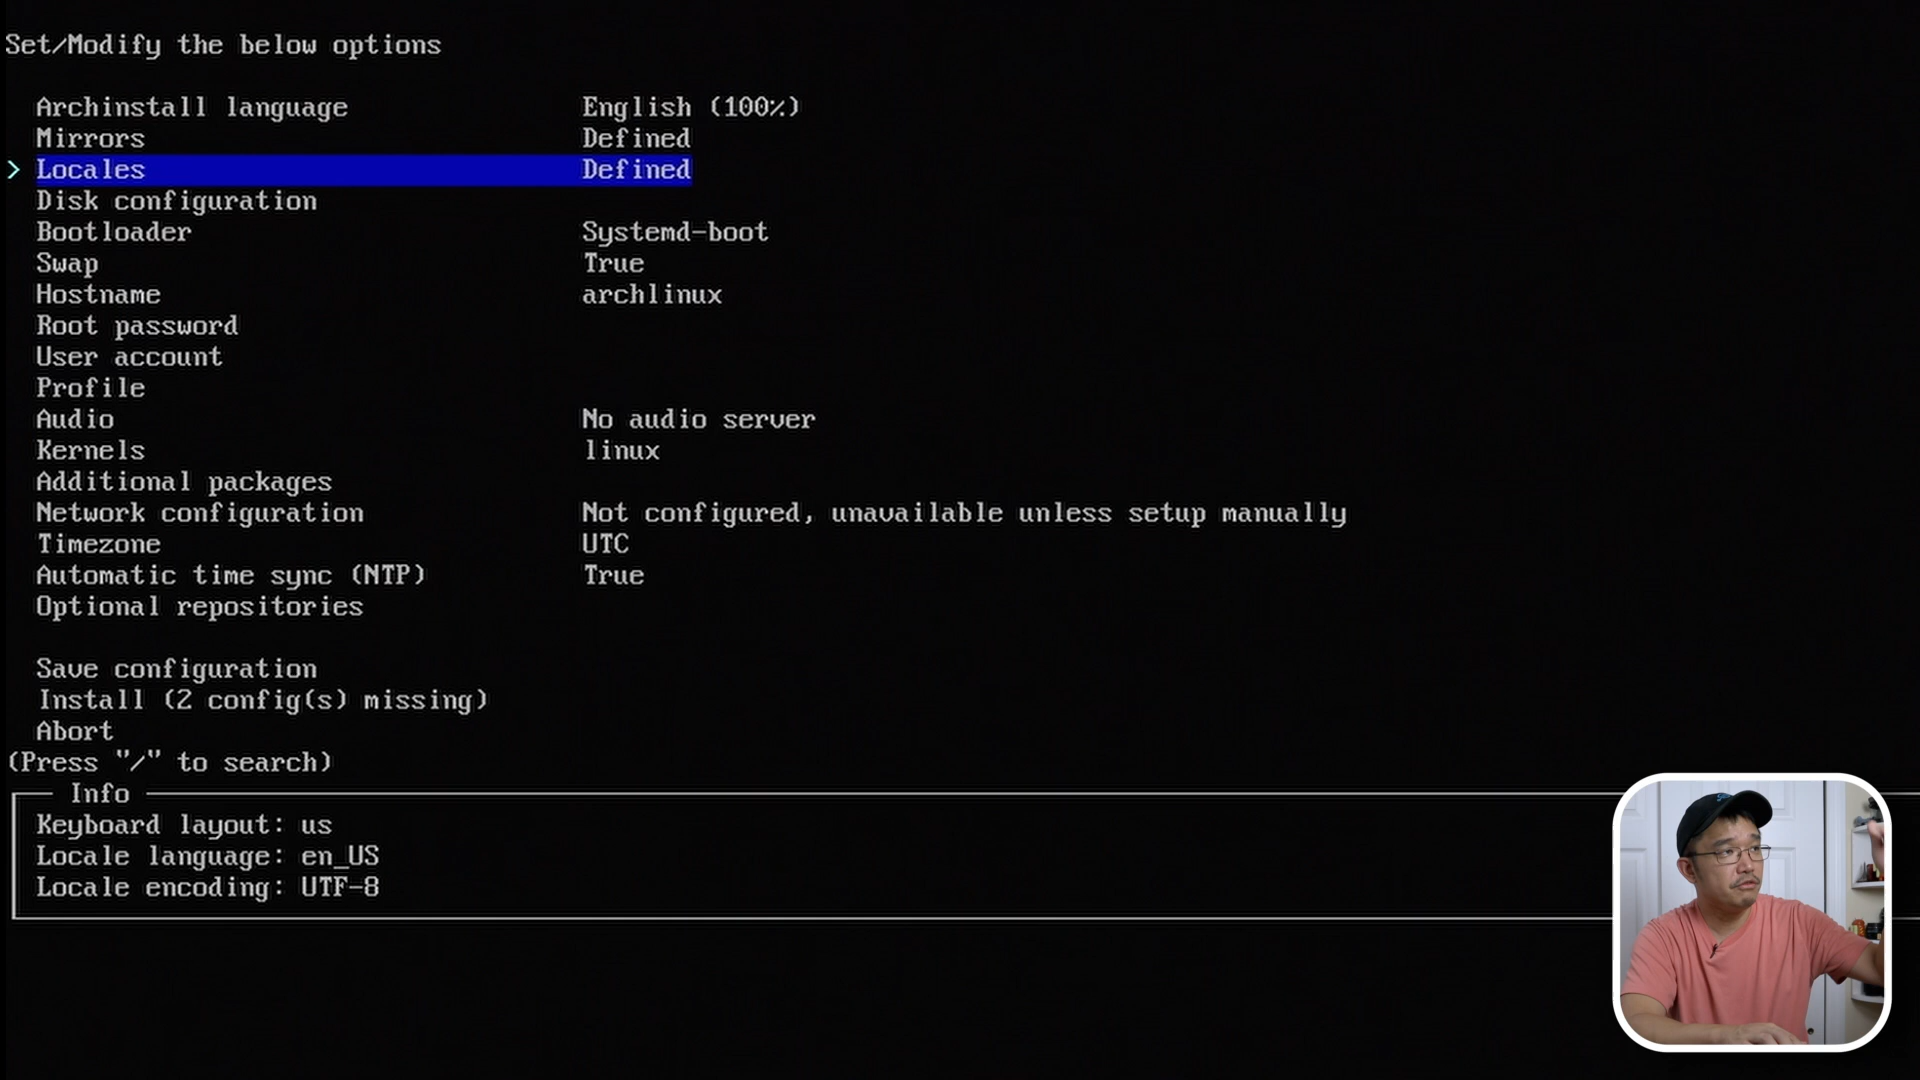 Set/Modify the below options
Archinstall language English (100%)
Mirrors Defined
> Locales Defined
Disk configuration
Bootloader Systemd-boot
Swap True
Hostname archlinux
Root password
User account
Profile
Audio No audio server
Kernels linux
Additional packages
Network configuration Not configured, unavailable unless setup manually
Timezone UTC
Automatic time sync (NTP) True
Optional repositories
Save configuration
Install (2 config(s) missing)
Abort
(Press "/" to search)
Info
Keyboard layout: us
Locale language: en_US
Locale encoding: UTF-8